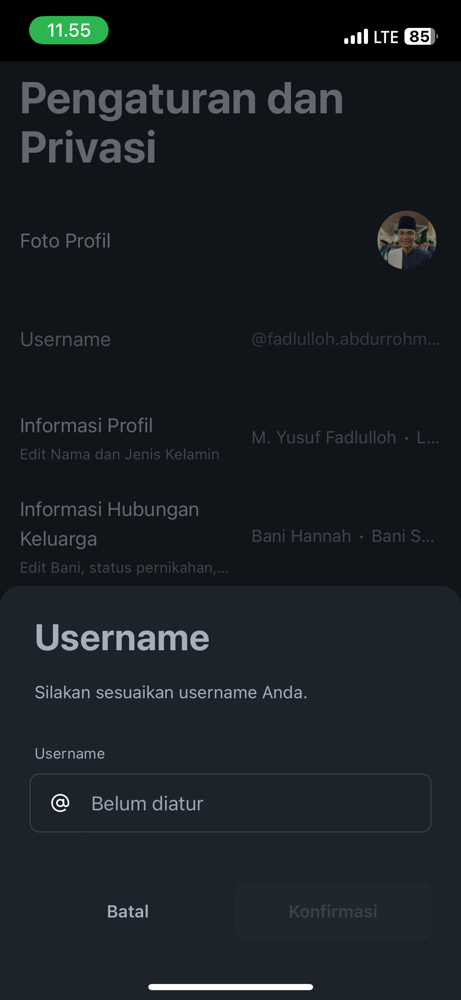 11.55
LTE 85
Pengaturan dan
Privasi
Foto Profil
Username @fadlulloh.abdurrohm...
Informasi Profil
Edit Nama dan Jenis Kelamin
M. Yusuf Fadlulloh • L...
Informasi Hubungan
Keluarga
Edit Bani, status pernikahan,...
Bani Hannah • Bani S...
Username
Silakan sesuaikan username Anda.
Username
@ Belum diatur
Batal Konfirmasi